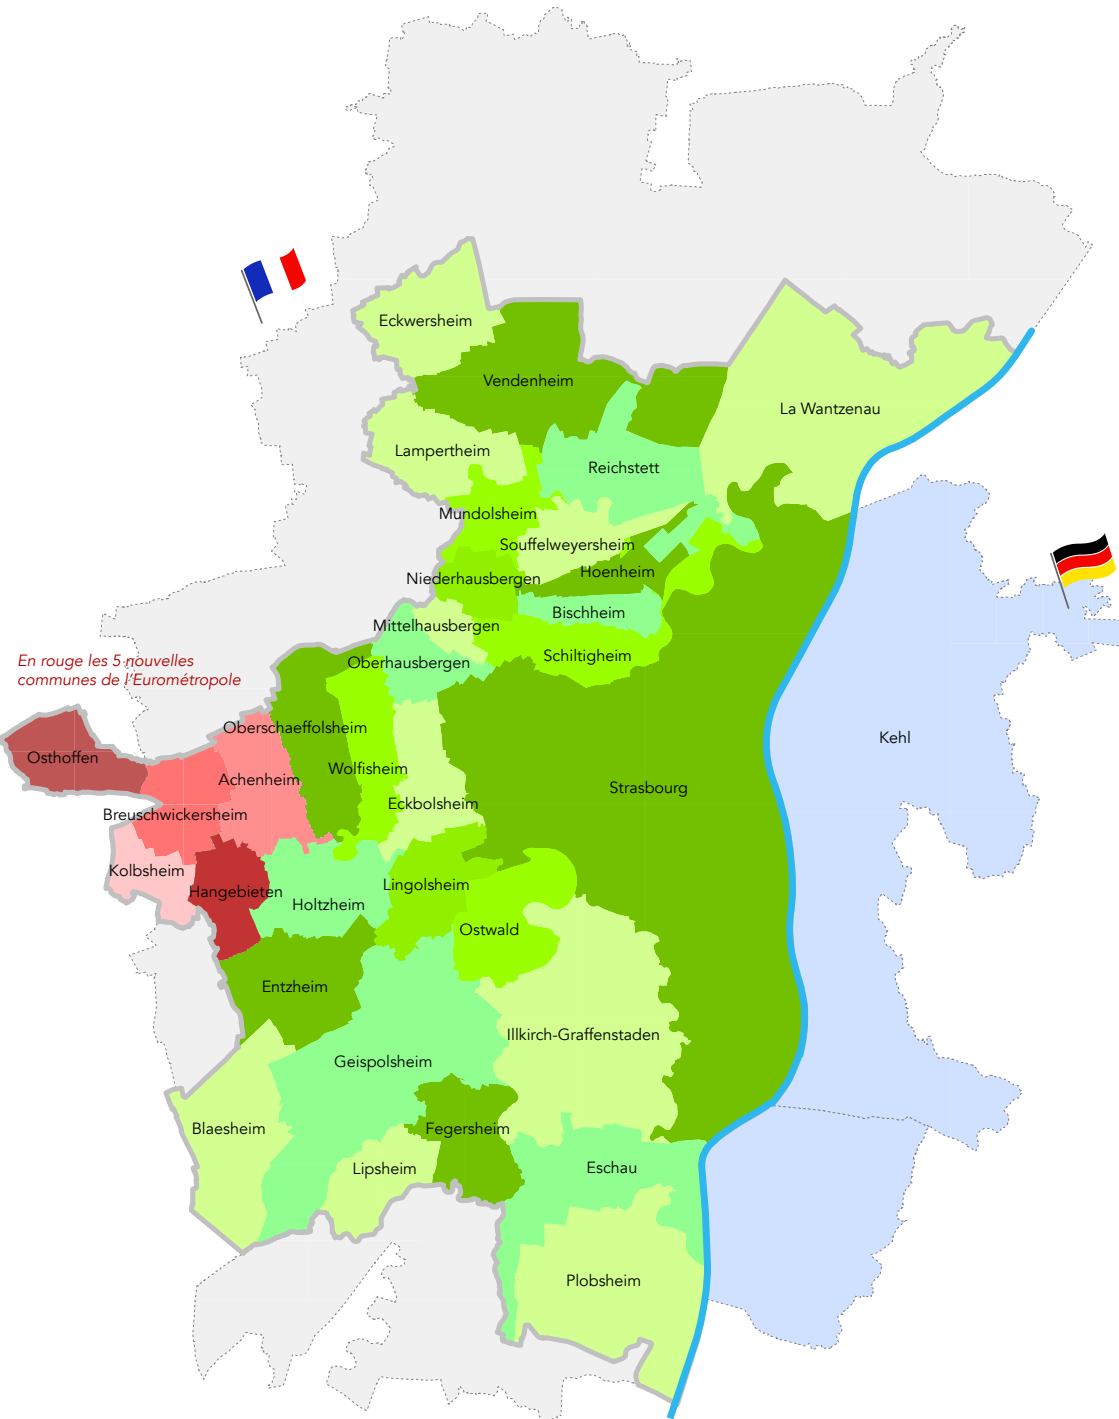 Eckwersheim
Vendenheim
La Wantzenau
Lampertheim
Reichstett
Mundolsheim
Souffelweyersheim
Hoenheim
Niederhausbergen
Bischheim
Mittelhausbergen
Schiltigheim
Oberhausbergen
En rouge les 5 nouvelles
communes de l'Eurométropole
Oberschaeffolsheim
Kehl
Osthoffen
Wolfisheim
Achenheim
Strasbourg
Eckbolsheim
Breuschwickersheim
Kolbsheim
Lingolsheim
Hangebieten
Holtzheim
Ostwald
Entzheim
Illkirch-Graffenstaden
Geispolsheim
Blaesheim
Fegersheim
Lipsheim
Eschau
Plobsheim